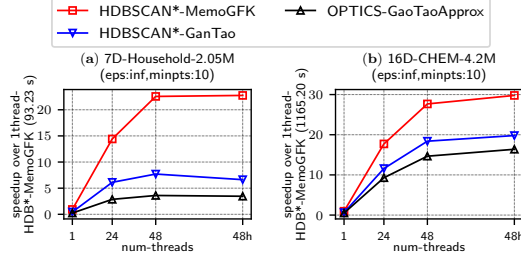 HDBSCAN*-MemoGFK
OPTICS-GaoTaoApprox
HDBSCAN*-GanTao
(a) 7D-Household-2.05M
(eps:inf,minpts:10)
speedup over 1thread-
HDB*-MemoGFK (93.23 s)
20
15
10
5
0
1
24
48
48h
num-threads
(b) 16D-CHEM-4.2M
(eps:inf,minpts:10)
speedup over 1thread-
HDB*-MemoGFK (1165.20 s)
30
20
10
0
1
24
48
48h
num-threads